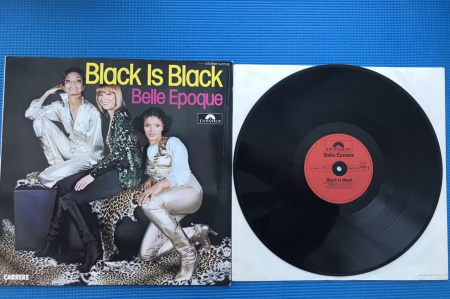 Black Is Black
Belle Epoque
Polydor
CARRERE
Polydor
Belle Epoque
Black Is Black